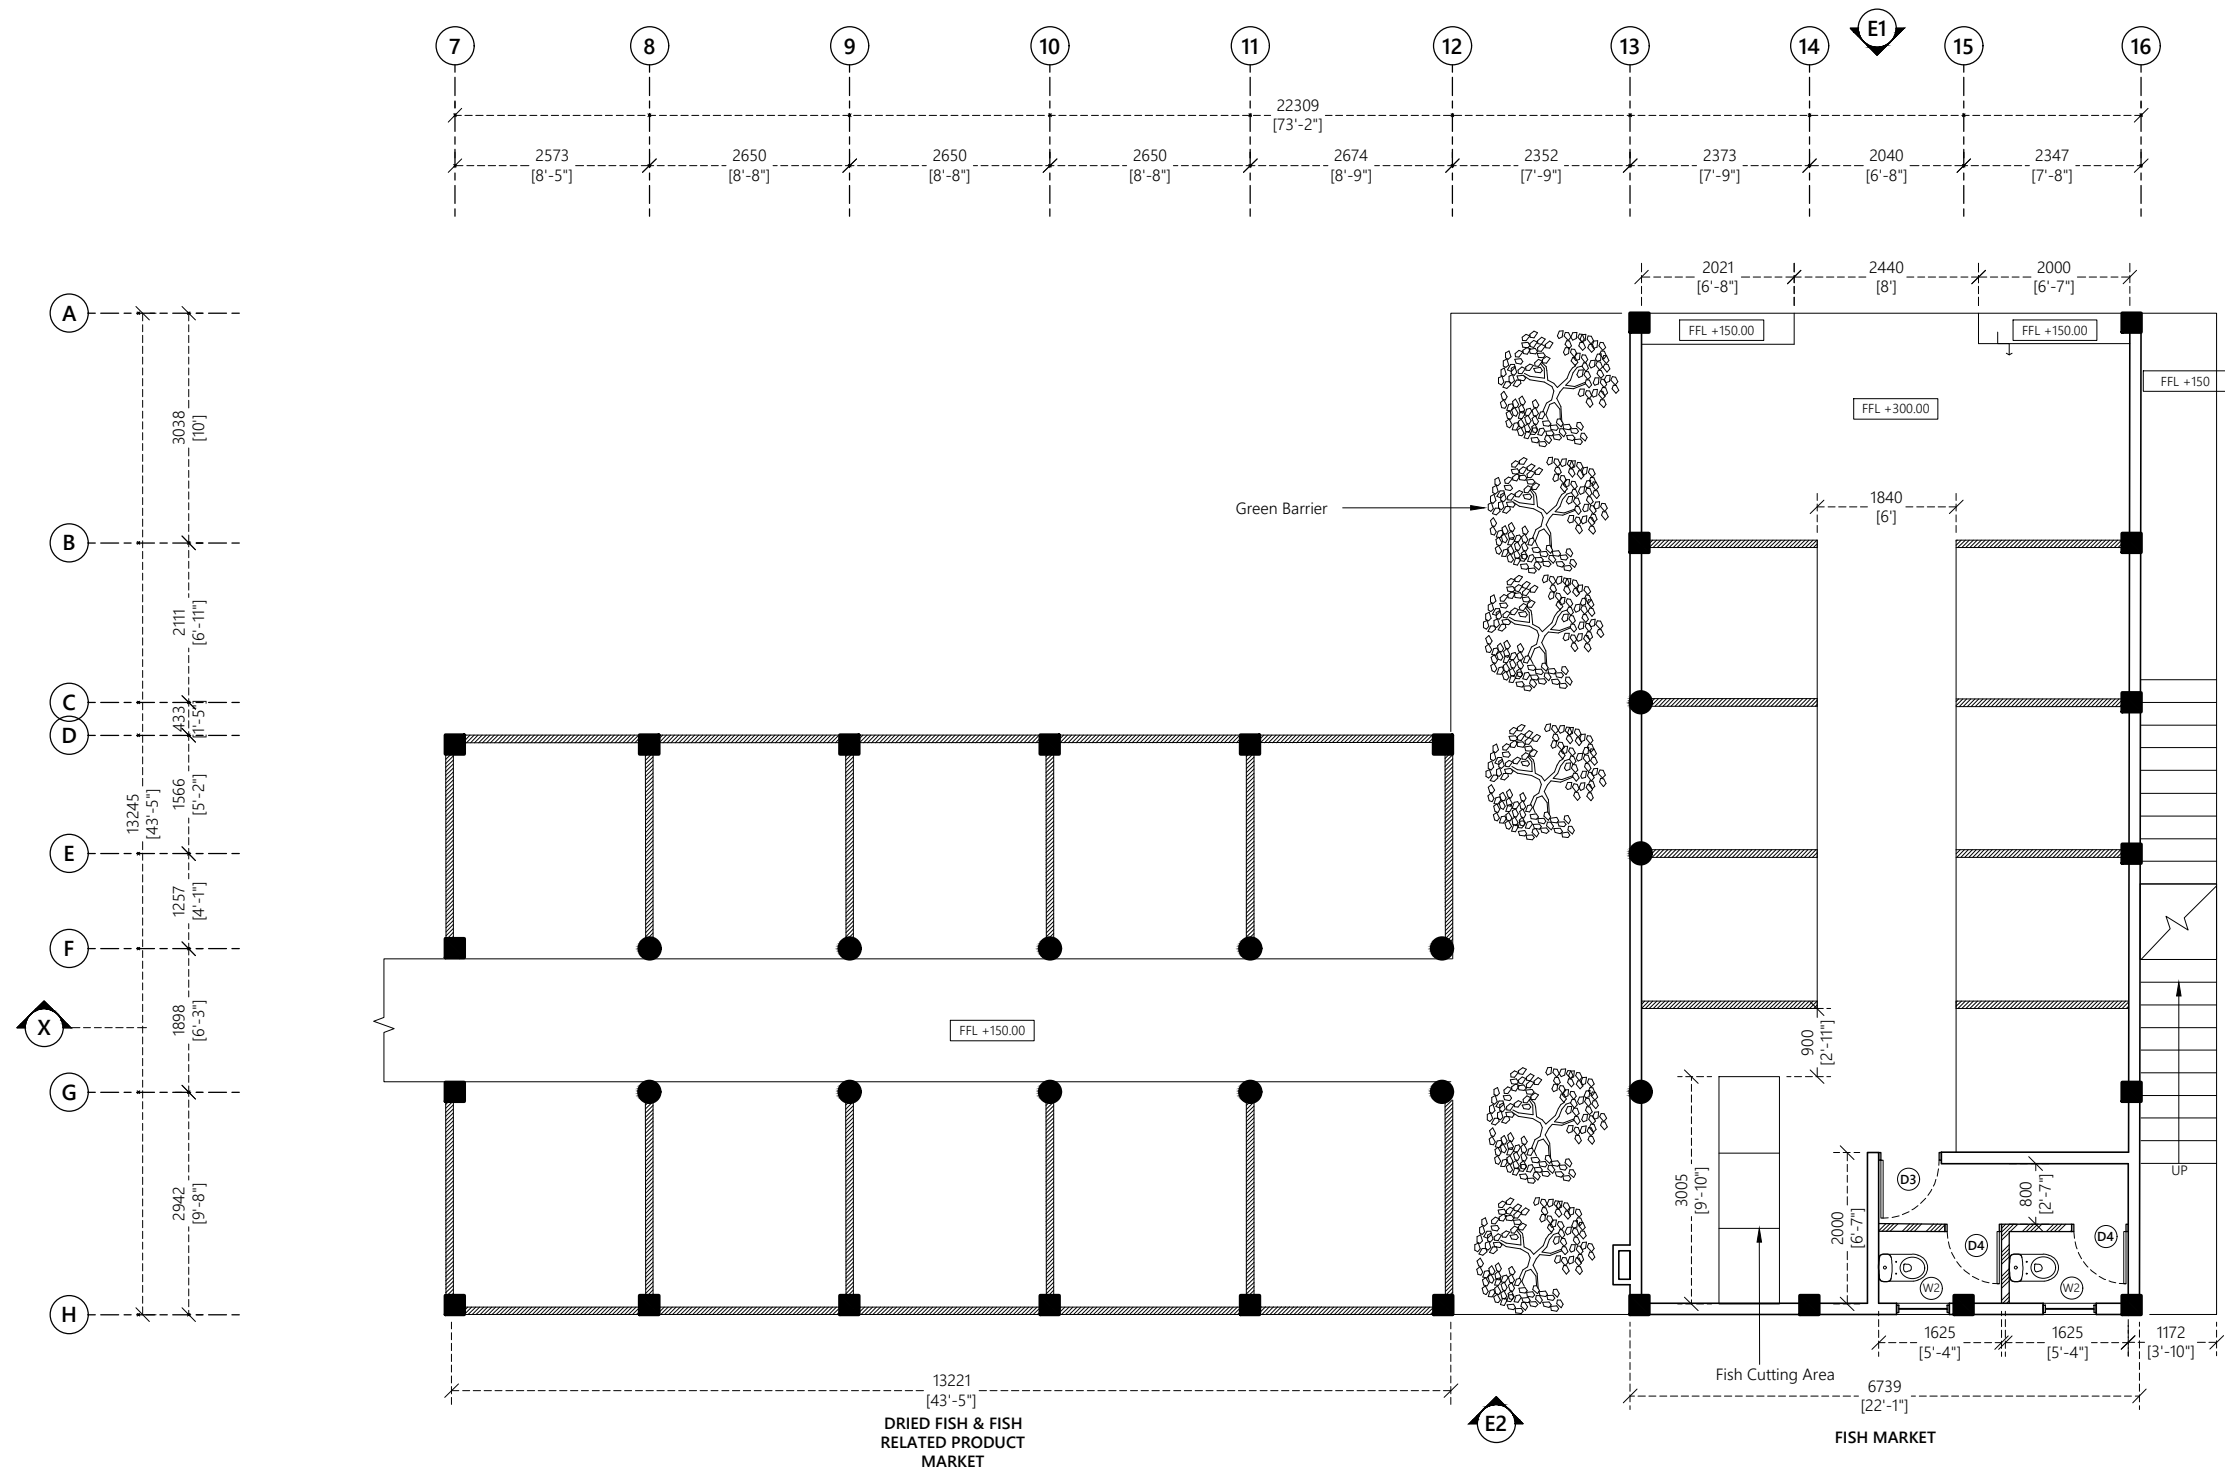 7
8
9
10
11
12
13
14
E1
15
16
22309
[73'-2"]
2573
[8'-5"]
2650
[8'-8"]
2650
[8'-8"]
2650
[8'-8"]
2674
[8'-9"]
2352
[7'-9"]
2373
[7'-9"]
2040
[6'-8"]
2347
[7'-8"]
2021
[6'-8"]
2440
[8']
2000
[6'-7"]
A
B
C
D
E
F
X
G
H
3038
[10']
2111
[6'-11"]
433
[1'-5"]
1566
[5'-2"]
13245
[43'-5"]
1257
[4'-1"]
1898
[6'-3"]
2942
[9'-8"]
FFL +150.00
FFL +150.00
FFL +150
FFL +300.00
1840
[6']
Green Barrier
FFL +150.00
900
[2'-11"]
3005
[9'-10"]
2000
[6'-7"]
800
[2'-7"]
UP
D3
D4
D4
W2
W2
1625
[5'-4"]
1625
[5'-4"]
1172
[3'-10"]
Fish Cutting Area
13221
[43'-5"]
6739
[22'-1"]
E2
DRIED FISH & FISH
RELATED PRODUCT
MARKET
FISH MARKET